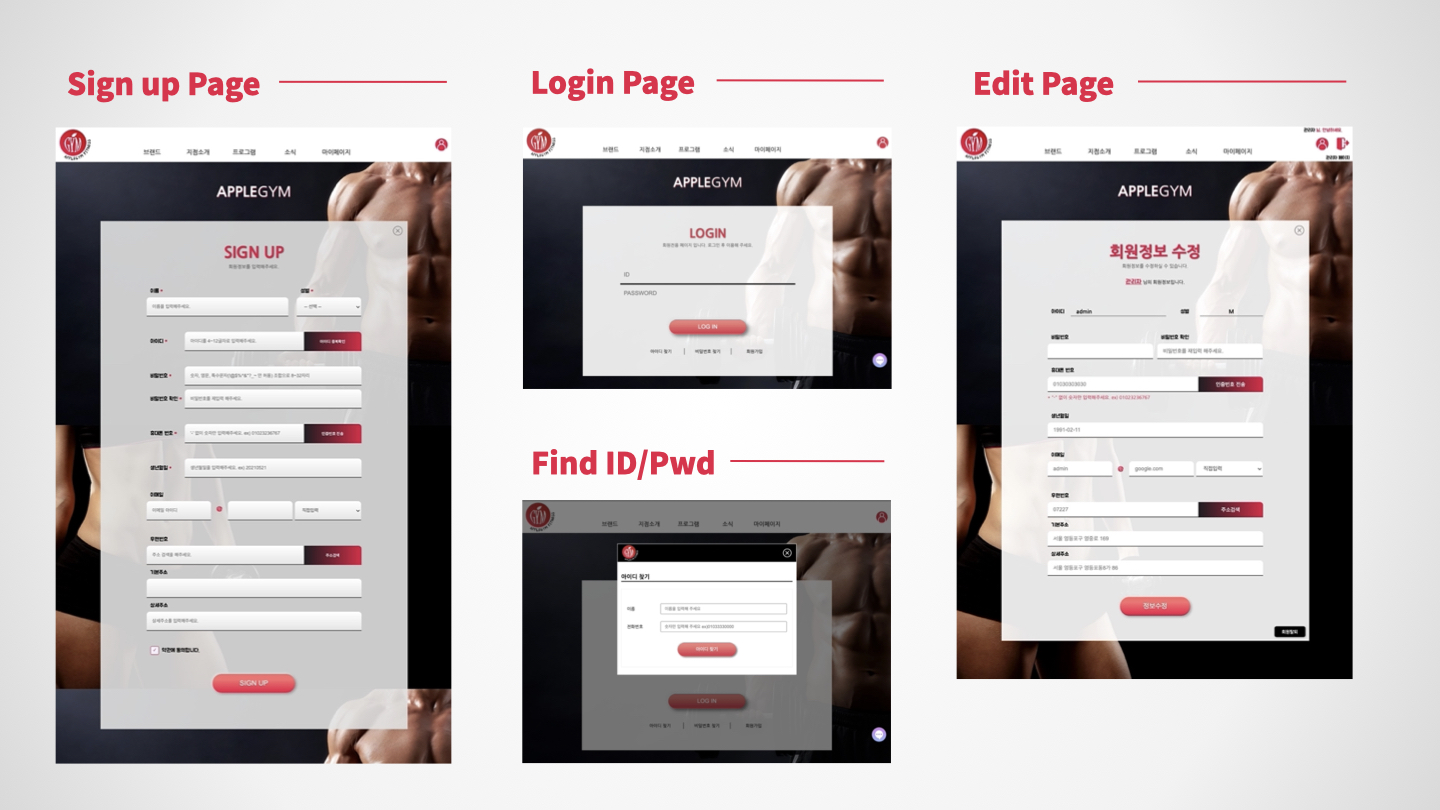 Sign up Page
GYM
브랜드 지점소개 프로그램 소식 마이페이지
APPLEGYM
SIGN UP
회원정보를 입력해주세요.
이름 * 성별 *
이름을 입력해주세요. -- 선택 --
아이디 * 아이디를 4~12글자로 입력해주세요. 아이디 중복확인
비밀번호 *
비밀번호 확인 * 비밀번호를 재입력 해주세요.
휴대폰 번호 * '-' 없이 숫자만 입력해주세요. ex) 01023236767 인증번호 전송
생년월일 * 생년월일을 입력해주세요. ex)
이메일
이메일 아이디 @ 직접입력
우편번호
주소 검색을 해주세요. 주소검색
기본주소
상세주소
상세주소를 입력해주세요.
약관에 동의합니다.
SIGN UP
Login Page
GYM
브랜드 지점소개 프로그램 소식 마이페이지
APPLEGYM
LOGIN
회원전용 페이지 입니다. 로그인 후 이용해 주세요.
ID
PASSWORD
LOG IN
아이디 찾기 | 비밀번호 찾기 | 회원가입
Find ID/Pwd
GYM
브랜드 지점소개 프로그램 소식 마이페이지
GYM
아이디 찾기
이름 이름을 입력해 주세요
전화번호 숫자만 입력해 주세요
아이디 찾기
LOG IN
아이디 찾기 | 비밀번호 찾기 | 회원가입
Edit Page
관리자 님, 안녕하세요.
GYM
브랜드 지점소개 프로그램 소식 마이페이지
관리자 페이지
APPLEGYM
회원정보 수정
회원정보를 수정하실 수 있습니다.
관리자 님의 회원정보입니다.
아이디 admin 성별 M
비밀번호 비밀번호 확인
비밀번호를 재입력 해주세요.
휴대폰 번호
01030303030 인증번호 전송
* '-' 없이 숫자만 입력해주세요. ex) 01023236767
생년월일
1991-02-11
이메일
admin @ google.com 직접입력
우편번호
07227 주소검색
기본주소
서울 영등포구 영중로 169
상세주소
서울 영등포구 영등포동8가 86
정보수정
회원탈퇴